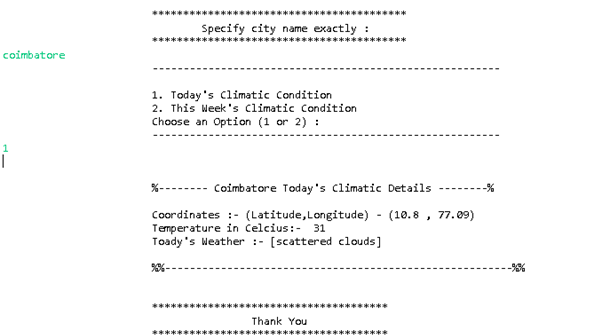 *****************************************
Specify city name exactly :
*****************************************
coimbatore
--------------------------------------------------------
1. Today's Climatic Condition
2. This Week's Climatic Condition
Choose an Option (1 or 2) :
--------------------------------------------------------
1
%-------- Coimbatore Today's Climatic Details --------%
Coordinates :- (Latitude,Longitude) - (10.8 , 77.09)
Temperature in Celcius:- 31
Toady's Weather :- [scattered clouds]
%%--------------------------------------------------------%%
**************************************
Thank You
**************************************